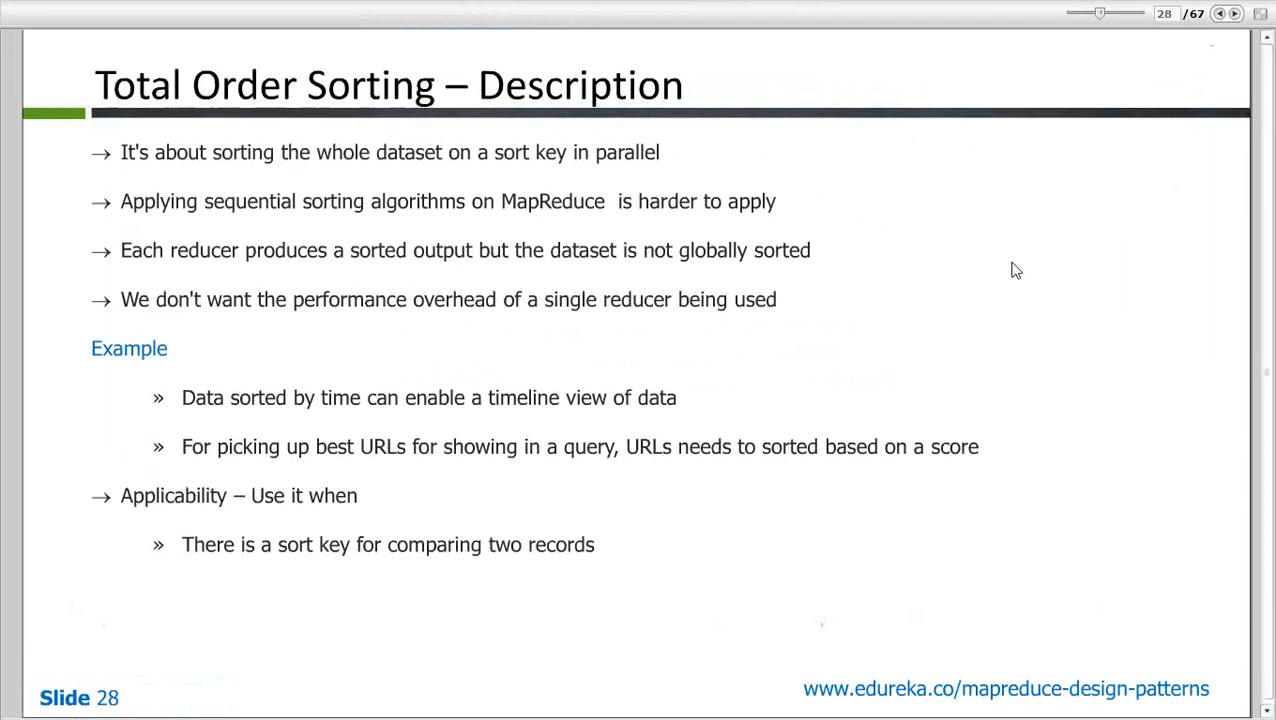 28 /67
Total Order Sorting – Description
→ It's about sorting the whole dataset on a sort key in parallel
→ Applying sequential sorting algorithms on MapReduce is harder to apply
→ Each reducer produces a sorted output but the dataset is not globally sorted
→ We don't want the performance overhead of a single reducer being used
Example
» Data sorted by time can enable a timeline view of data
» For picking up best URLs for showing in a query, URLs needs to sorted based on a score
→ Applicability – Use it when
» There is a sort key for comparing two records
Slide 28
www.edureka.co/mapreduce-design-patterns